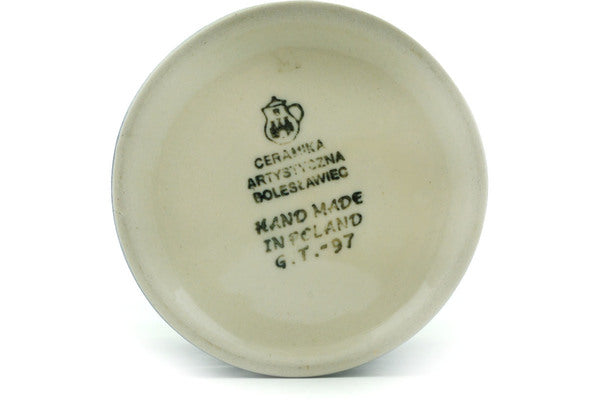 CERAMIKA
ARTYSTYCZNA
BOLESŁAWIEC
HAND MADE
IN POLAND
G.T.-97